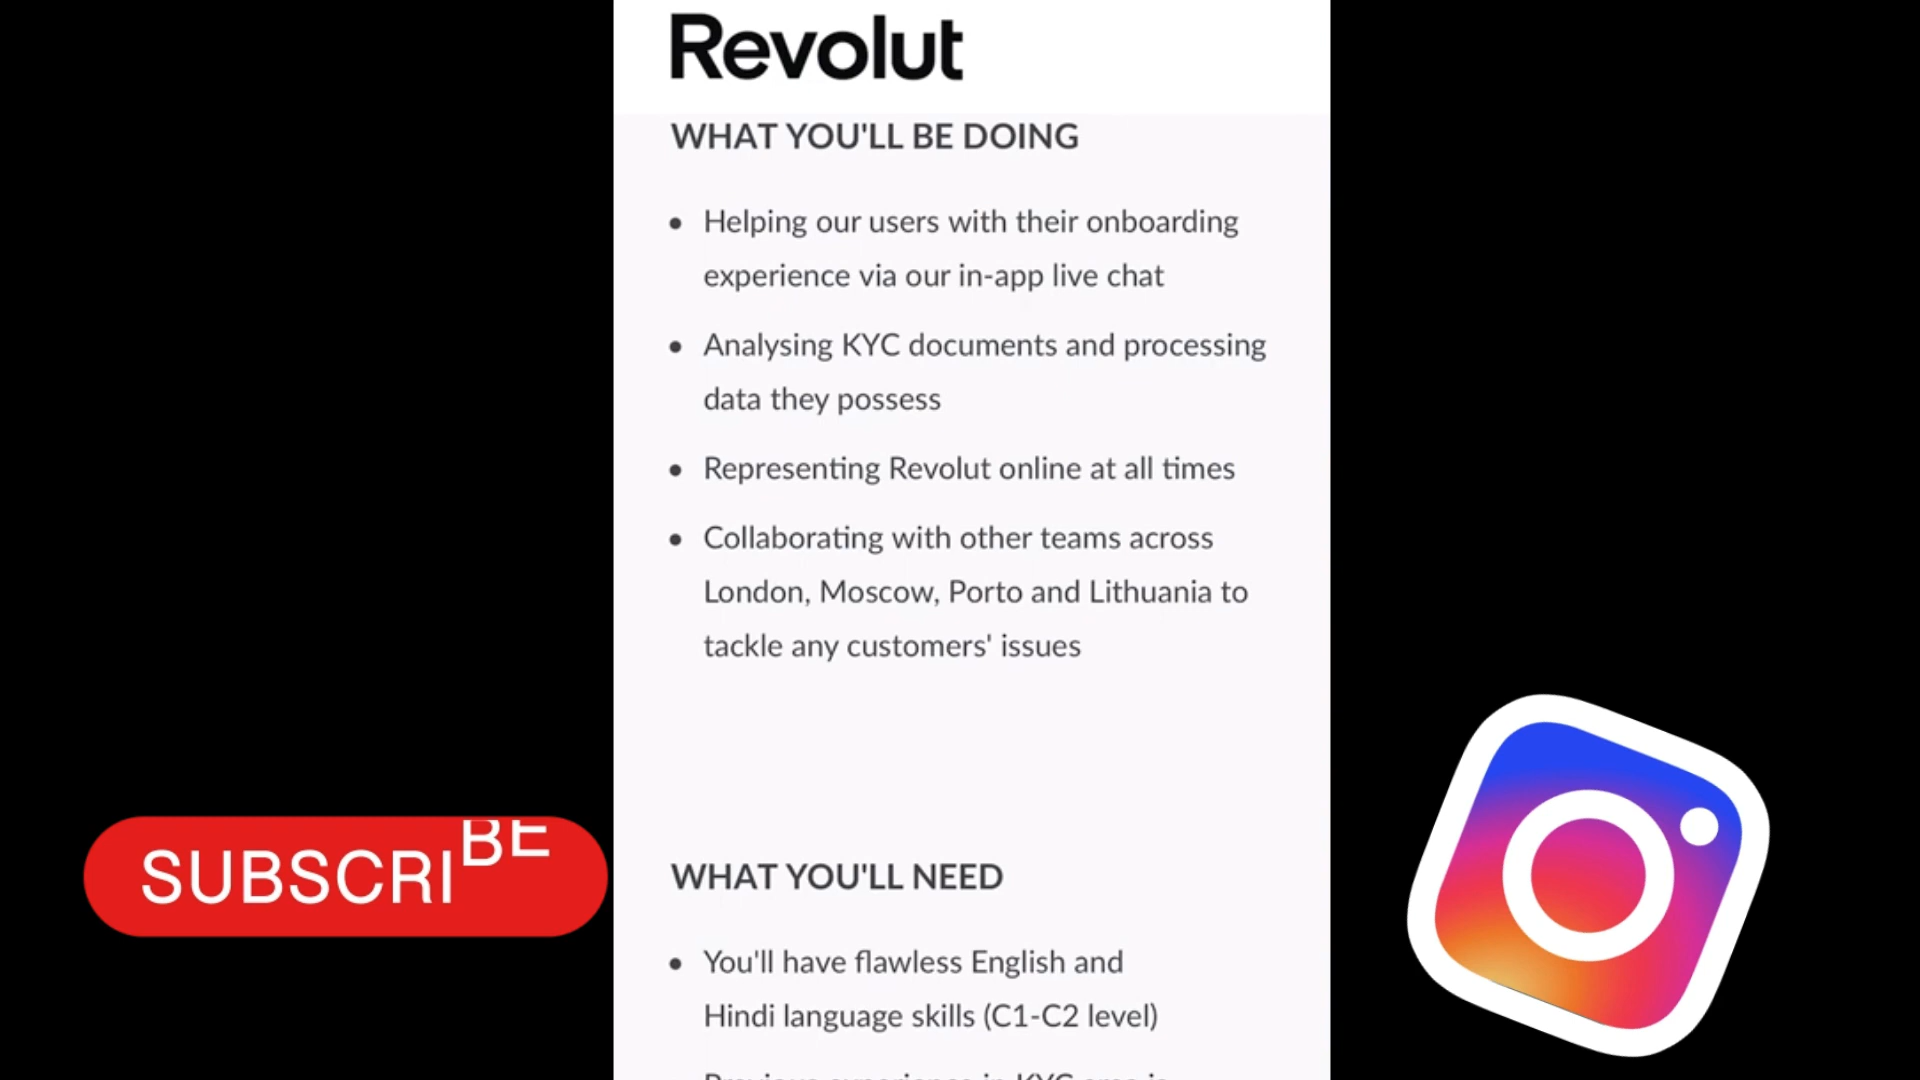 Revolut
WHAT YOU'LL BE DOING
• Helping our users with their onboarding
experience via our in-app live chat
• Analysing KYC documents and processing
data they possess
• Representing Revolut online at all times
• Collaborating with other teams across
London, Moscow, Porto and Lithuania to
tackle any customers' issues
SUBSCRIBE
WHAT YOU'LL NEED
• You'll have flawless English and
Hindi language skills (C1-C2 level)